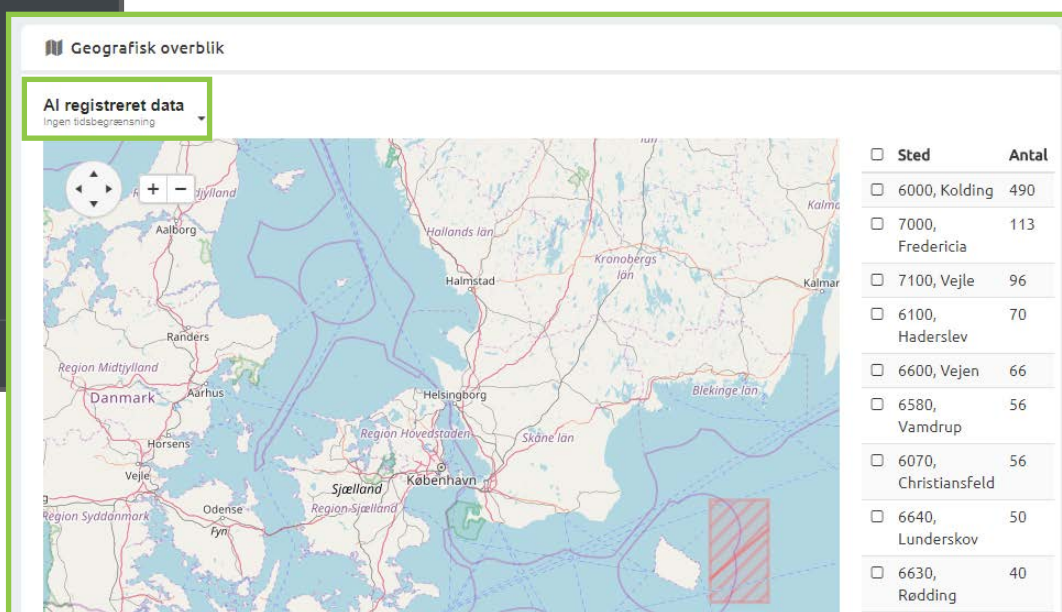 Geografisk overblik
Al registreret data
Ingen tidsbegrænsning
+ −
Aalborg
Hallands län
Kronobergs
län
Halmstad
Kalmar
Randers
Region Midtjylland
Danmark
Aarhus
Helsingborg
Blekinge län
Region Hovedstaden
Skåne län
Horsens
København
Vejle
Sjælland
Region Sjælland
Odense
Region Syddanmark
Fyn
Sted Antal
6000, Kolding 490
7000, 113
Fredericia
7100, Vejle 96
6100, 70
Haderslev
6600, Vejen 66
6580, 56
Vamdrup
6070, 56
Christiansfeld
6640, 50
Lunderskov
6630, 40
Rødding